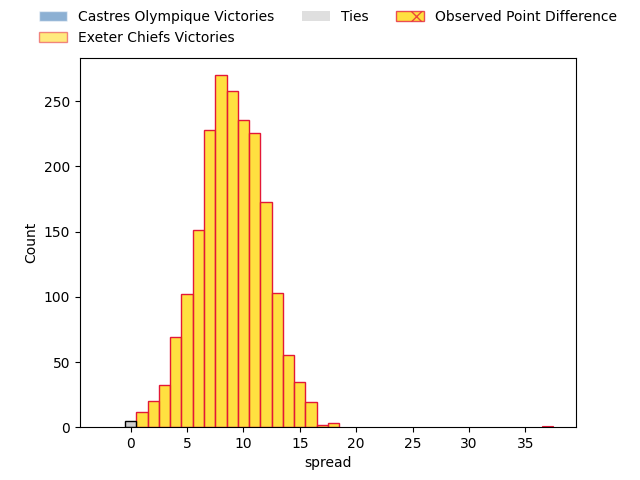 Castres Olympique Victories
Ties
Observed Point Difference
Exeter Chiefs Victories
250
200
150
100
50
0
Count
0 5 10 15 20 25 30 35
spread